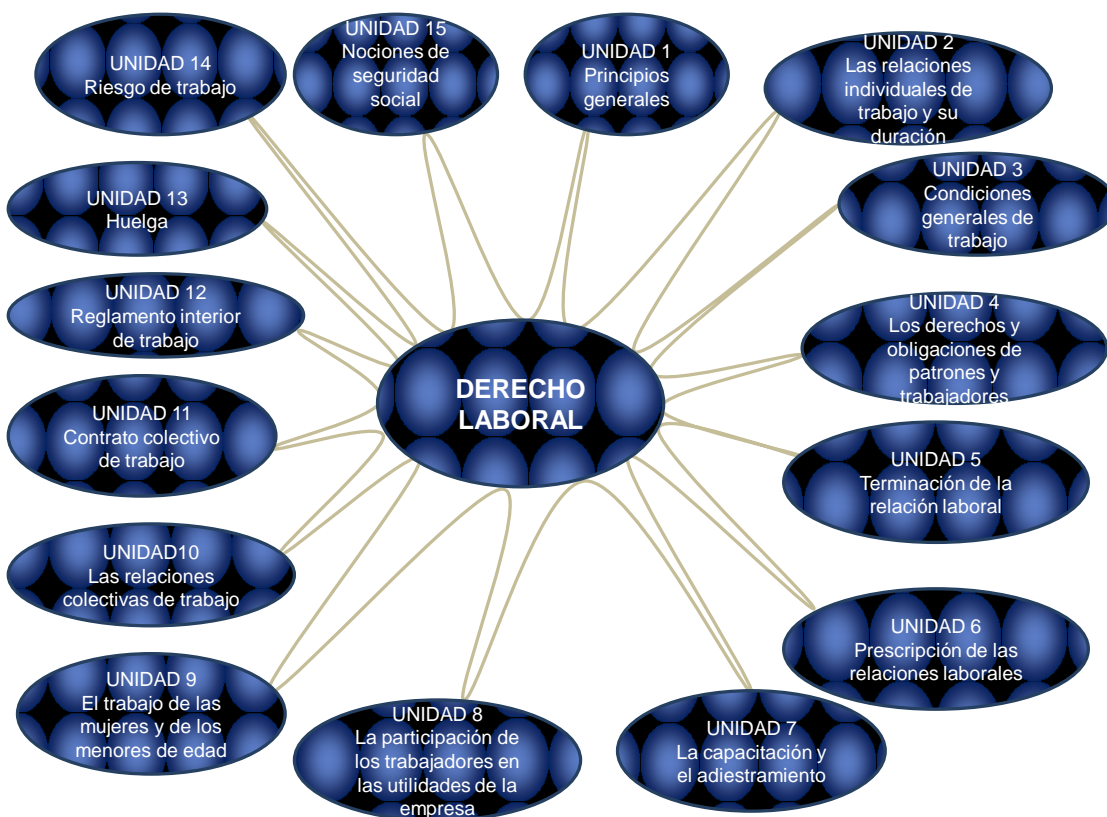 DERECHO
LABORAL
UNIDAD 1
Principios
generales
UNIDAD 2
Las relaciones
individuales de
trabajo y su
duración
UNIDAD 3
Condiciones
generales de
trabajo
UNIDAD 4
Los derechos y
obligaciones de
patrones y
trabajadores
UNIDAD 5
Terminación de la
relación laboral
UNIDAD 6
Prescripción de las
relaciones laborales
UNIDAD 7
La capacitación y
el adiestramiento
UNIDAD 8
La participación de
los trabajadores en
las utilidades de la
empresa
UNIDAD 9
El trabajo de las
mujeres y de los
menores de edad
UNIDAD10
Las relaciones
colectivas de trabajo
UNIDAD 11
Contrato colectivo
de trabajo
UNIDAD 12
Reglamento interior
de trabajo
UNIDAD 13
Huelga
UNIDAD 14
Riesgo de trabajo
UNIDAD 15
Nociones de
seguridad
social